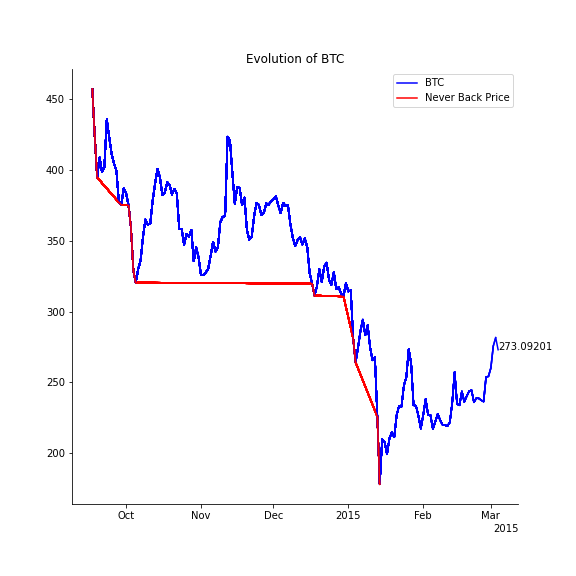 Evolution of BTC
BTC
Never Back Price
450
400
350
300
250
200
273.09201
Oct
Nov
Dec
2015
Feb
Mar
2015